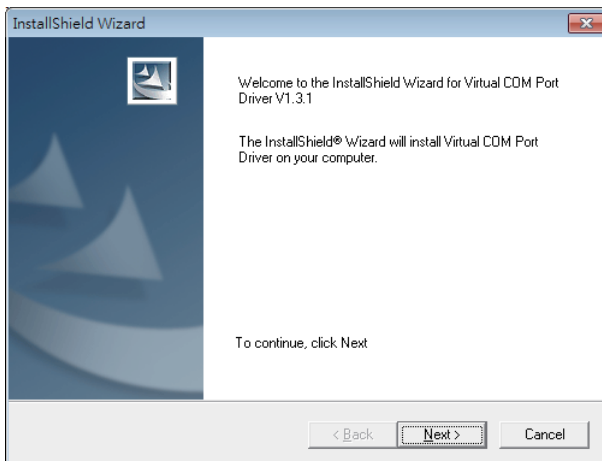 InstallShield Wizard
Welcome to the InstallShield Wizard for Virtual COM Port
Driver V1.3.1
The InstallShield® Wizard will install Virtual COM Port
Driver on your computer.
To continue, click Next
< Back
Next >
Cancel